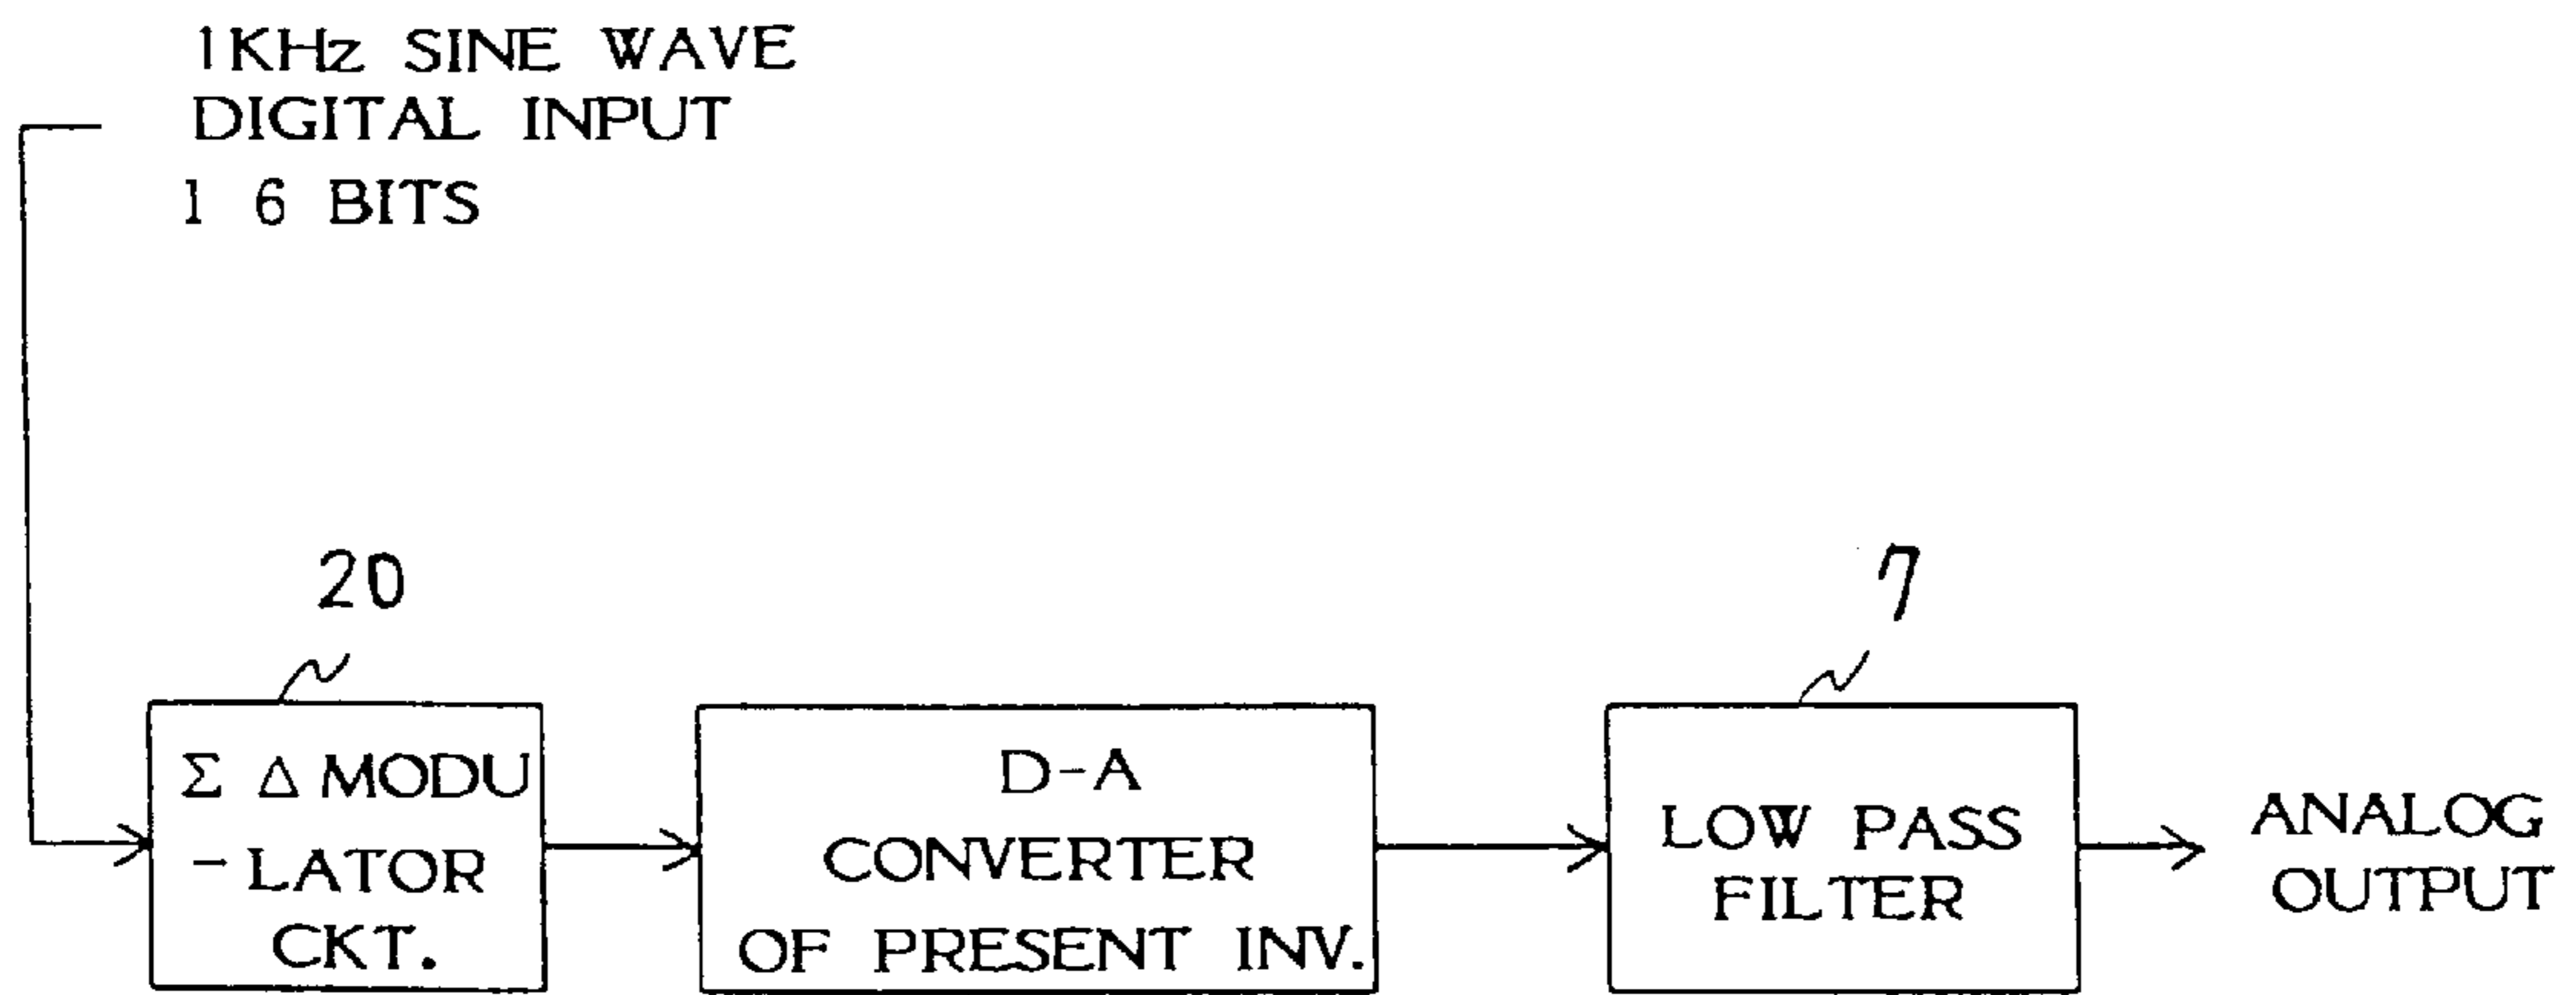 1KHz SINE WAVE
DIGITAL INPUT
1 6 BITS
20
7
Σ Δ MODU
- LATOR
CKT.
D-A
CONVERTER
OF PRESENT INV.
LOW PASS
FILTER
ANALOG
OUTPUT